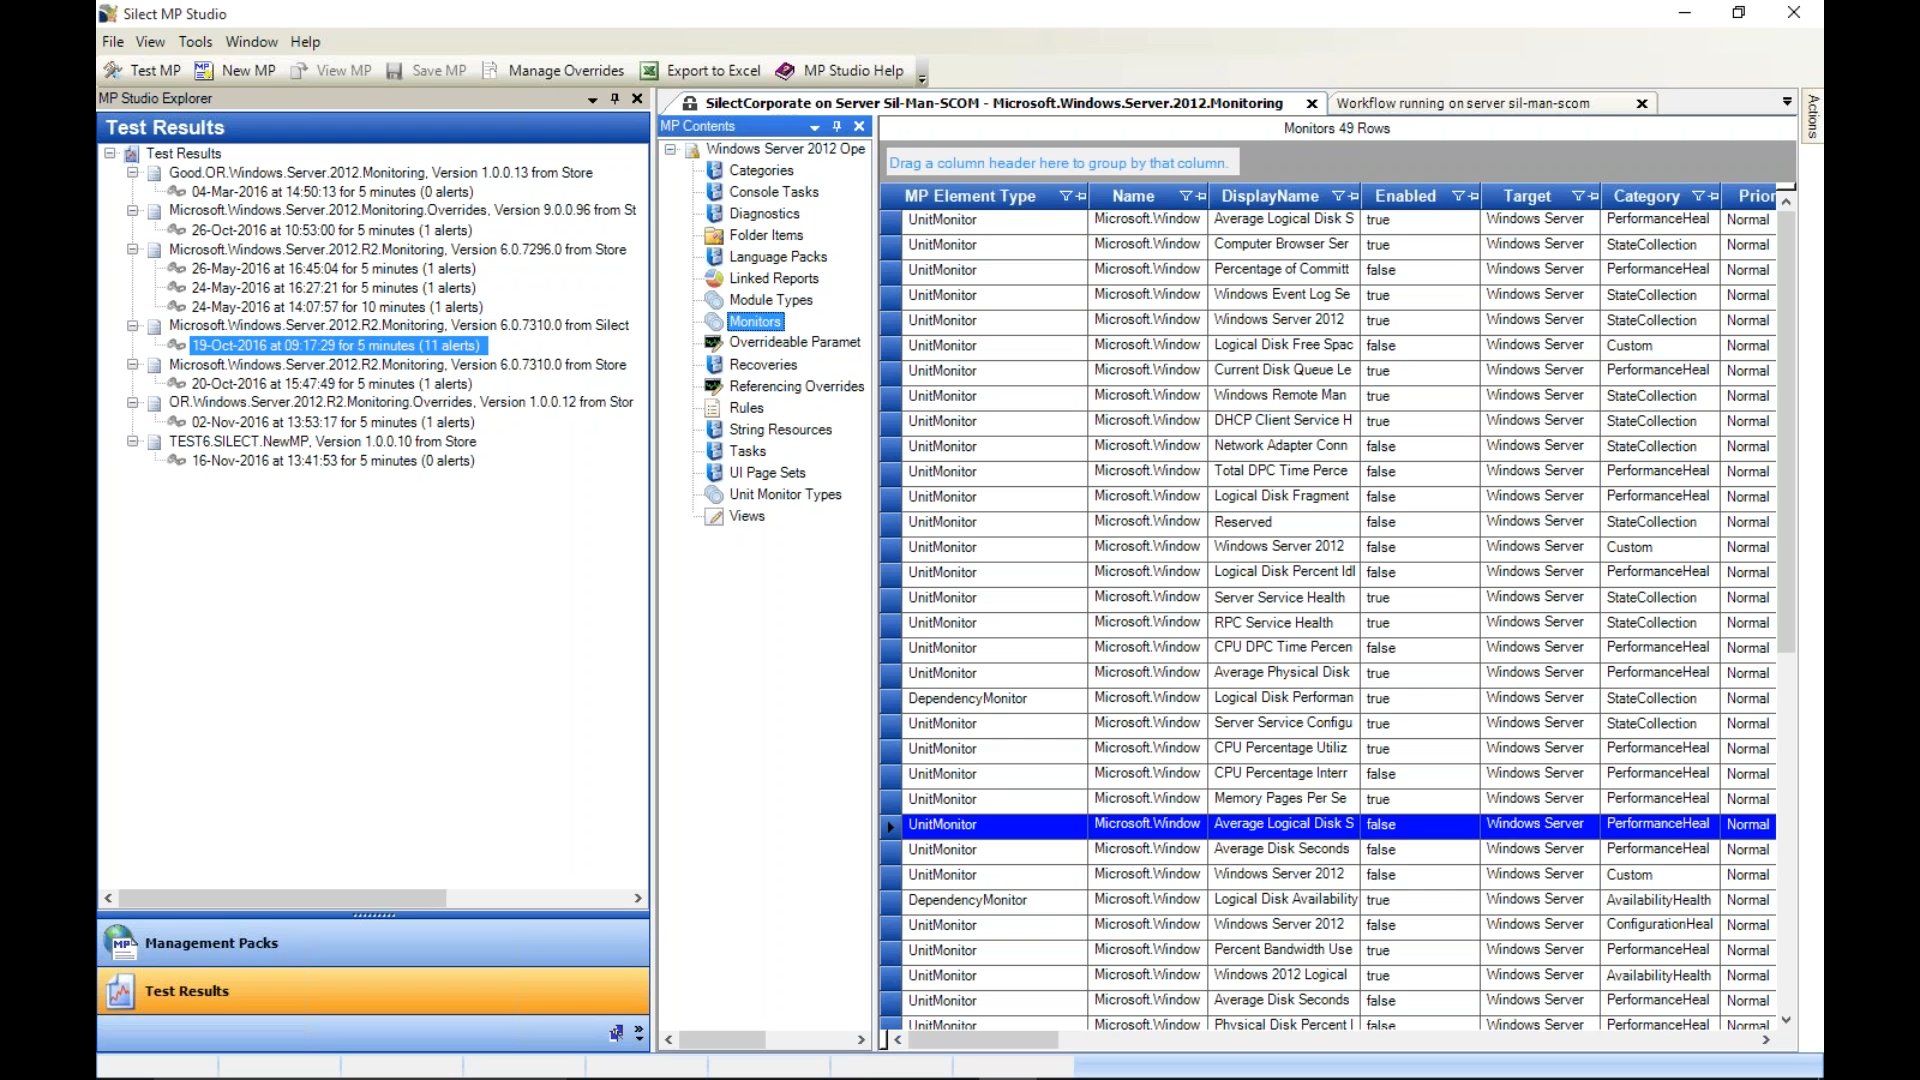 Silect MP Studio
File View Tools Window Help
Test MP New MP View MP Save MP Manage Overrides Export to Excel MP Studio Help
MP Studio Explorer
Test Results
Test Results
Good.OR.Windows.Server.2012.Monitoring, Version 1.0.0.13 from Store
04-Mar-2016 at 14:50:13 for 5 minutes (0 alerts)
Microsoft.Windows.Server.2012.Monitoring.Overrides, Version 9.0.0.96 from St
26-Oct-2016 at 10:53:00 for 5 minutes (1 alerts)
Microsoft.Windows.Server.2012.R2.Monitoring, Version 6.0.7296.0 from Store
26-May-2016 at 16:45:04 for 5 minutes (1 alerts)
24-May-2016 at 16:27:21 for 5 minutes (1 alerts)
24-May-2016 at 14:07:57 for 10 minutes (1 alerts)
Microsoft.Windows.Server.2012.R2.Monitoring, Version 6.0.7310.0 from Silect
19-Oct-2016 at 09:17:29 for 5 minutes (11 alerts)
Microsoft.Windows.Server.2012.R2.Monitoring, Version 6.0.7310.0 from Store
20-Oct-2016 at 15:47:49 for 5 minutes (1 alerts)
OR.Windows.Server.2012.R2.Monitoring.Overrides, Version 1.0.0.12 from Stor
02-Nov-2016 at 13:53:17 for 5 minutes (1 alerts)
TEST6.SILECT.NewMP, Version 1.0.0.10 from Store
16-Nov-2016 at 13:41:53 for 5 minutes (0 alerts)
Management Packs
Test Results
SilectCorporate on Server Sil-Man-SCOM - Microsoft.Windows.Server.2012.Monitoring
Workflow running on server sil-man-scom
Actions
MP Contents
Windows Server 2012 Ope
Categories
Console Tasks
Diagnostics
Folder Items
Language Packs
Linked Reports
Module Types
Monitors
Overrideable Paramet
Recoveries
Referencing Overrides
Rules
String Resources
Tasks
UI Page Sets
Unit Monitor Types
Views
Monitors 49 Rows
Drag a column header here to group by that column.
MP Element Type Name DisplayName Enabled Target Category Prior
UnitMonitor Microsoft.Window Average Logical Disk S true Windows Server PerformanceHeal Normal
UnitMonitor Microsoft.Window Computer Browser Ser true Windows Server StateCollection Normal
UnitMonitor Microsoft.Window Percentage of Committ false Windows Server PerformanceHeal Normal
UnitMonitor Microsoft.Window Windows Event Log Se true Windows Server StateCollection Normal
UnitMonitor Microsoft.Window Windows Server 2012 true Windows Server StateCollection Normal
UnitMonitor Microsoft.Window Logical Disk Free Spac false Windows Server Custom Normal
UnitMonitor Microsoft.Window Current Disk Queue Le true Windows Server PerformanceHeal Normal
UnitMonitor Microsoft.Window Windows Remote Man true Windows Server StateCollection Normal
UnitMonitor Microsoft.Window DHCP Client Service H true Windows Server StateCollection Normal
UnitMonitor Microsoft.Window Network Adapter Conn false Windows Server StateCollection Normal
UnitMonitor Microsoft.Window Total DPC Time Perce false Windows Server PerformanceHeal Normal
UnitMonitor Microsoft.Window Logical Disk Fragment false Windows Server PerformanceHeal Normal
UnitMonitor Microsoft.Window Reserved false Windows Server StateCollection Normal
UnitMonitor Microsoft.Window Windows Server 2012 false Windows Server Custom Normal
UnitMonitor Microsoft.Window Logical Disk Percent Idl false Windows Server PerformanceHeal Normal
UnitMonitor Microsoft.Window Server Service Health true Windows Server StateCollection Normal
UnitMonitor Microsoft.Window RPC Service Health true Windows Server StateCollection Normal
UnitMonitor Microsoft.Window CPU DPC Time Percen false Windows Server PerformanceHeal Normal
UnitMonitor Microsoft.Window Average Physical Disk true Windows Server PerformanceHeal Normal
DependencyMonitor Microsoft.Window Logical Disk Performan true Windows Server StateCollection Normal
UnitMonitor Microsoft.Window Server Service Configu true Windows Server StateCollection Normal
UnitMonitor Microsoft.Window CPU Percentage Utiliz true Windows Server PerformanceHeal Normal
UnitMonitor Microsoft.Window CPU Percentage Interr false Windows Server PerformanceHeal Normal
UnitMonitor Microsoft.Window Memory Pages Per Se true Windows Server PerformanceHeal Normal
UnitMonitor Microsoft.Window Average Logical Disk S false Windows Server PerformanceHeal Normal
UnitMonitor Microsoft.Window Average Disk Seconds false Windows Server PerformanceHeal Normal
UnitMonitor Microsoft.Window Windows Server 2012 false Windows Server Custom Normal
DependencyMonitor Microsoft.Window Logical Disk Availability true Windows Server AvailabilityHealth Normal
UnitMonitor Microsoft.Window Windows Server 2012 false Windows Server ConfigurationHeal Normal
UnitMonitor Microsoft.Window Percent Bandwidth Use true Windows Server PerformanceHeal Normal
UnitMonitor Microsoft.Window Windows 2012 Logical true Windows Server AvailabilityHealth Normal
UnitMonitor Microsoft.Window Average Disk Seconds false Windows Server PerformanceHeal Normal
UnitMonitor Microsoft.Window Physical Disk Percent I false Windows Server PerformanceHeal Normal